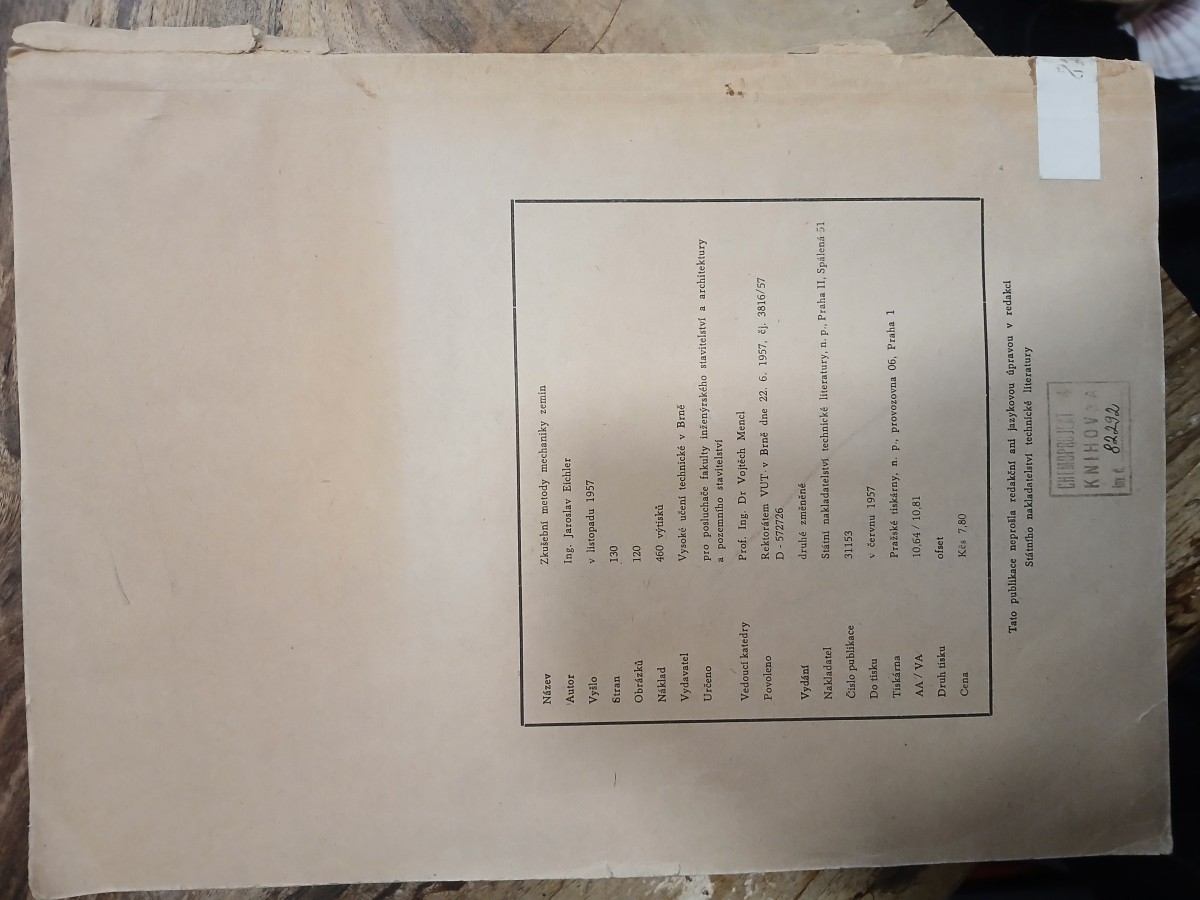 Název Zkušební metody mechaniky zemin
Autor Ing. Jaroslav Eichler
Vyšlo v listopadu 1957
Stran 130
Obrázků 120
Náklad 460 výtisků
Vydavatel Vysoké učení technické v Brně
Určeno pro posluchače fakulty inženýrského stavitelství a architektury
a pozemního stavitelství
Vedoucí katedry Prof. Ing. Dr Vojtěch Mencl
Povoleno Rektorátem VUT v Brně dne 22. 6. 1957, čj. 3816/57
D - 572726
Vydání druhé změněné
Nakladatel Státní nakladatelství technické literatury, n. p., Praha II, Spálená 51
Číslo publikace 31153
Do tisku v červnu 1957
Tiskárna Pražské tiskárny, n. p., provozovna 06, Praha 1
AA / VA 10,64 / 10,81
Druh tisku ofset
Cena Kčs 7,80
Tato publikace neprošla redakční ani jazykovou úpravou v redakci
Státního nakladatelství technické literatury
CHEMOPROJEKT 4
KNIHOVNA
inv. č. 82292